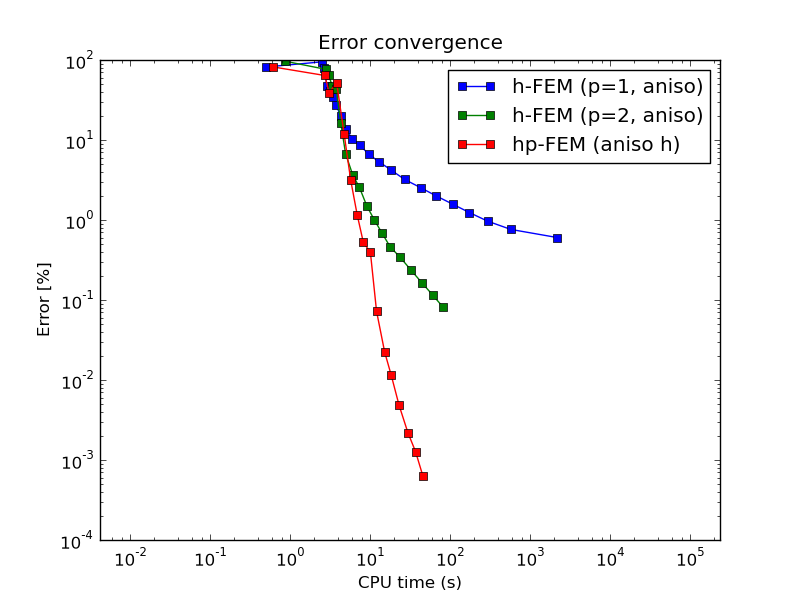 Error convergence
h-FEM (p=1, aniso)
h-FEM (p=2, aniso)
hp-FEM (aniso h)
Error [%]
10^2
10^1
10^0
10^-1
10^-2
10^-3
10^-4
10^-2 10^-1 10^0 10^1 10^2 10^3 10^4 10^5
CPU time (s)